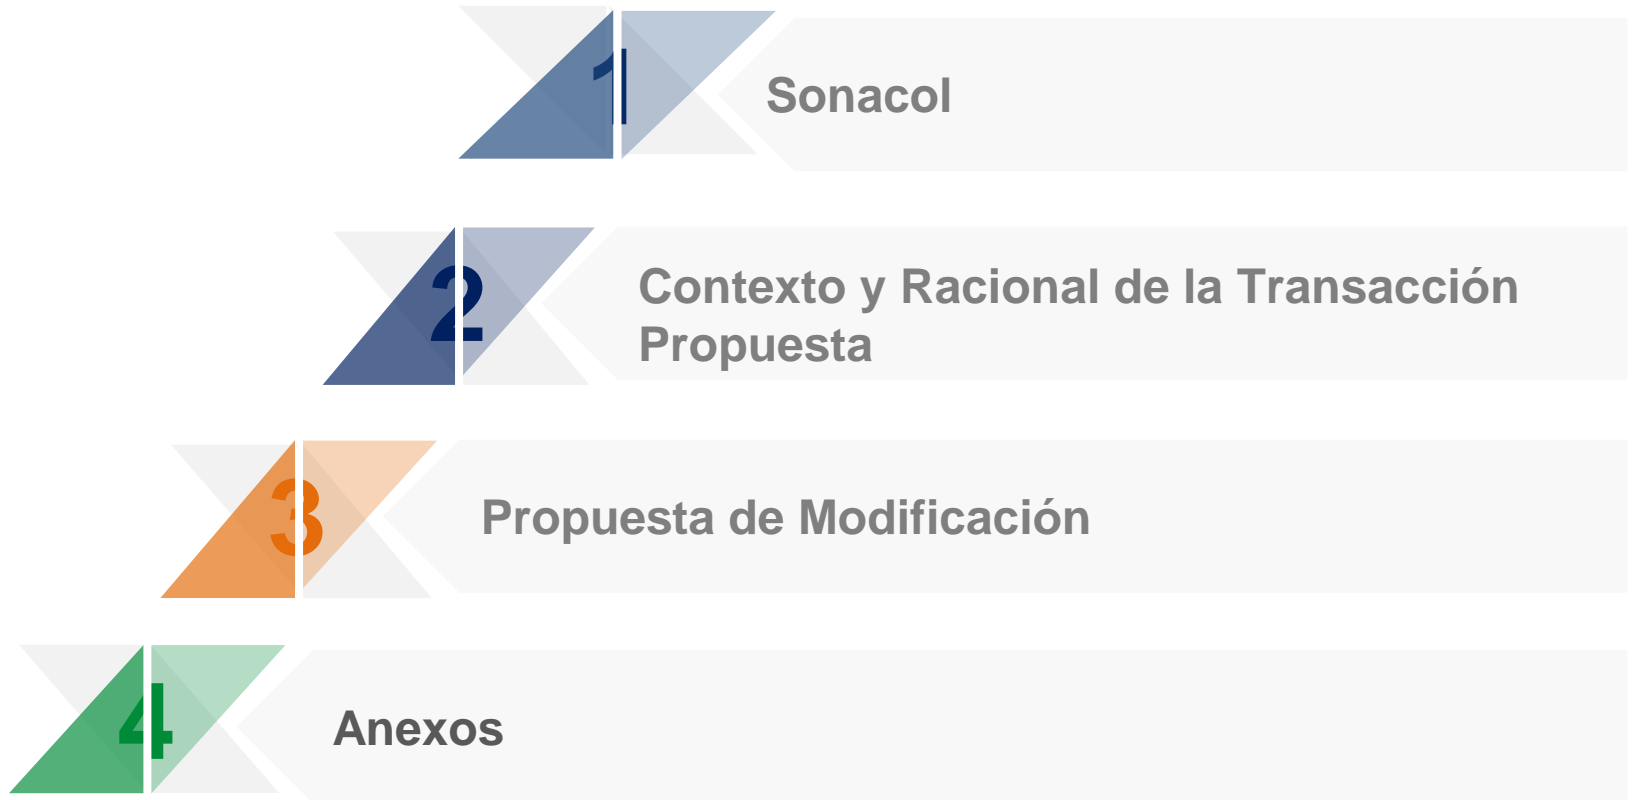 1
Sonacol
2
Contexto y Racional de la Transacción
Propuesta
3
Propuesta de Modificación
4
Anexos